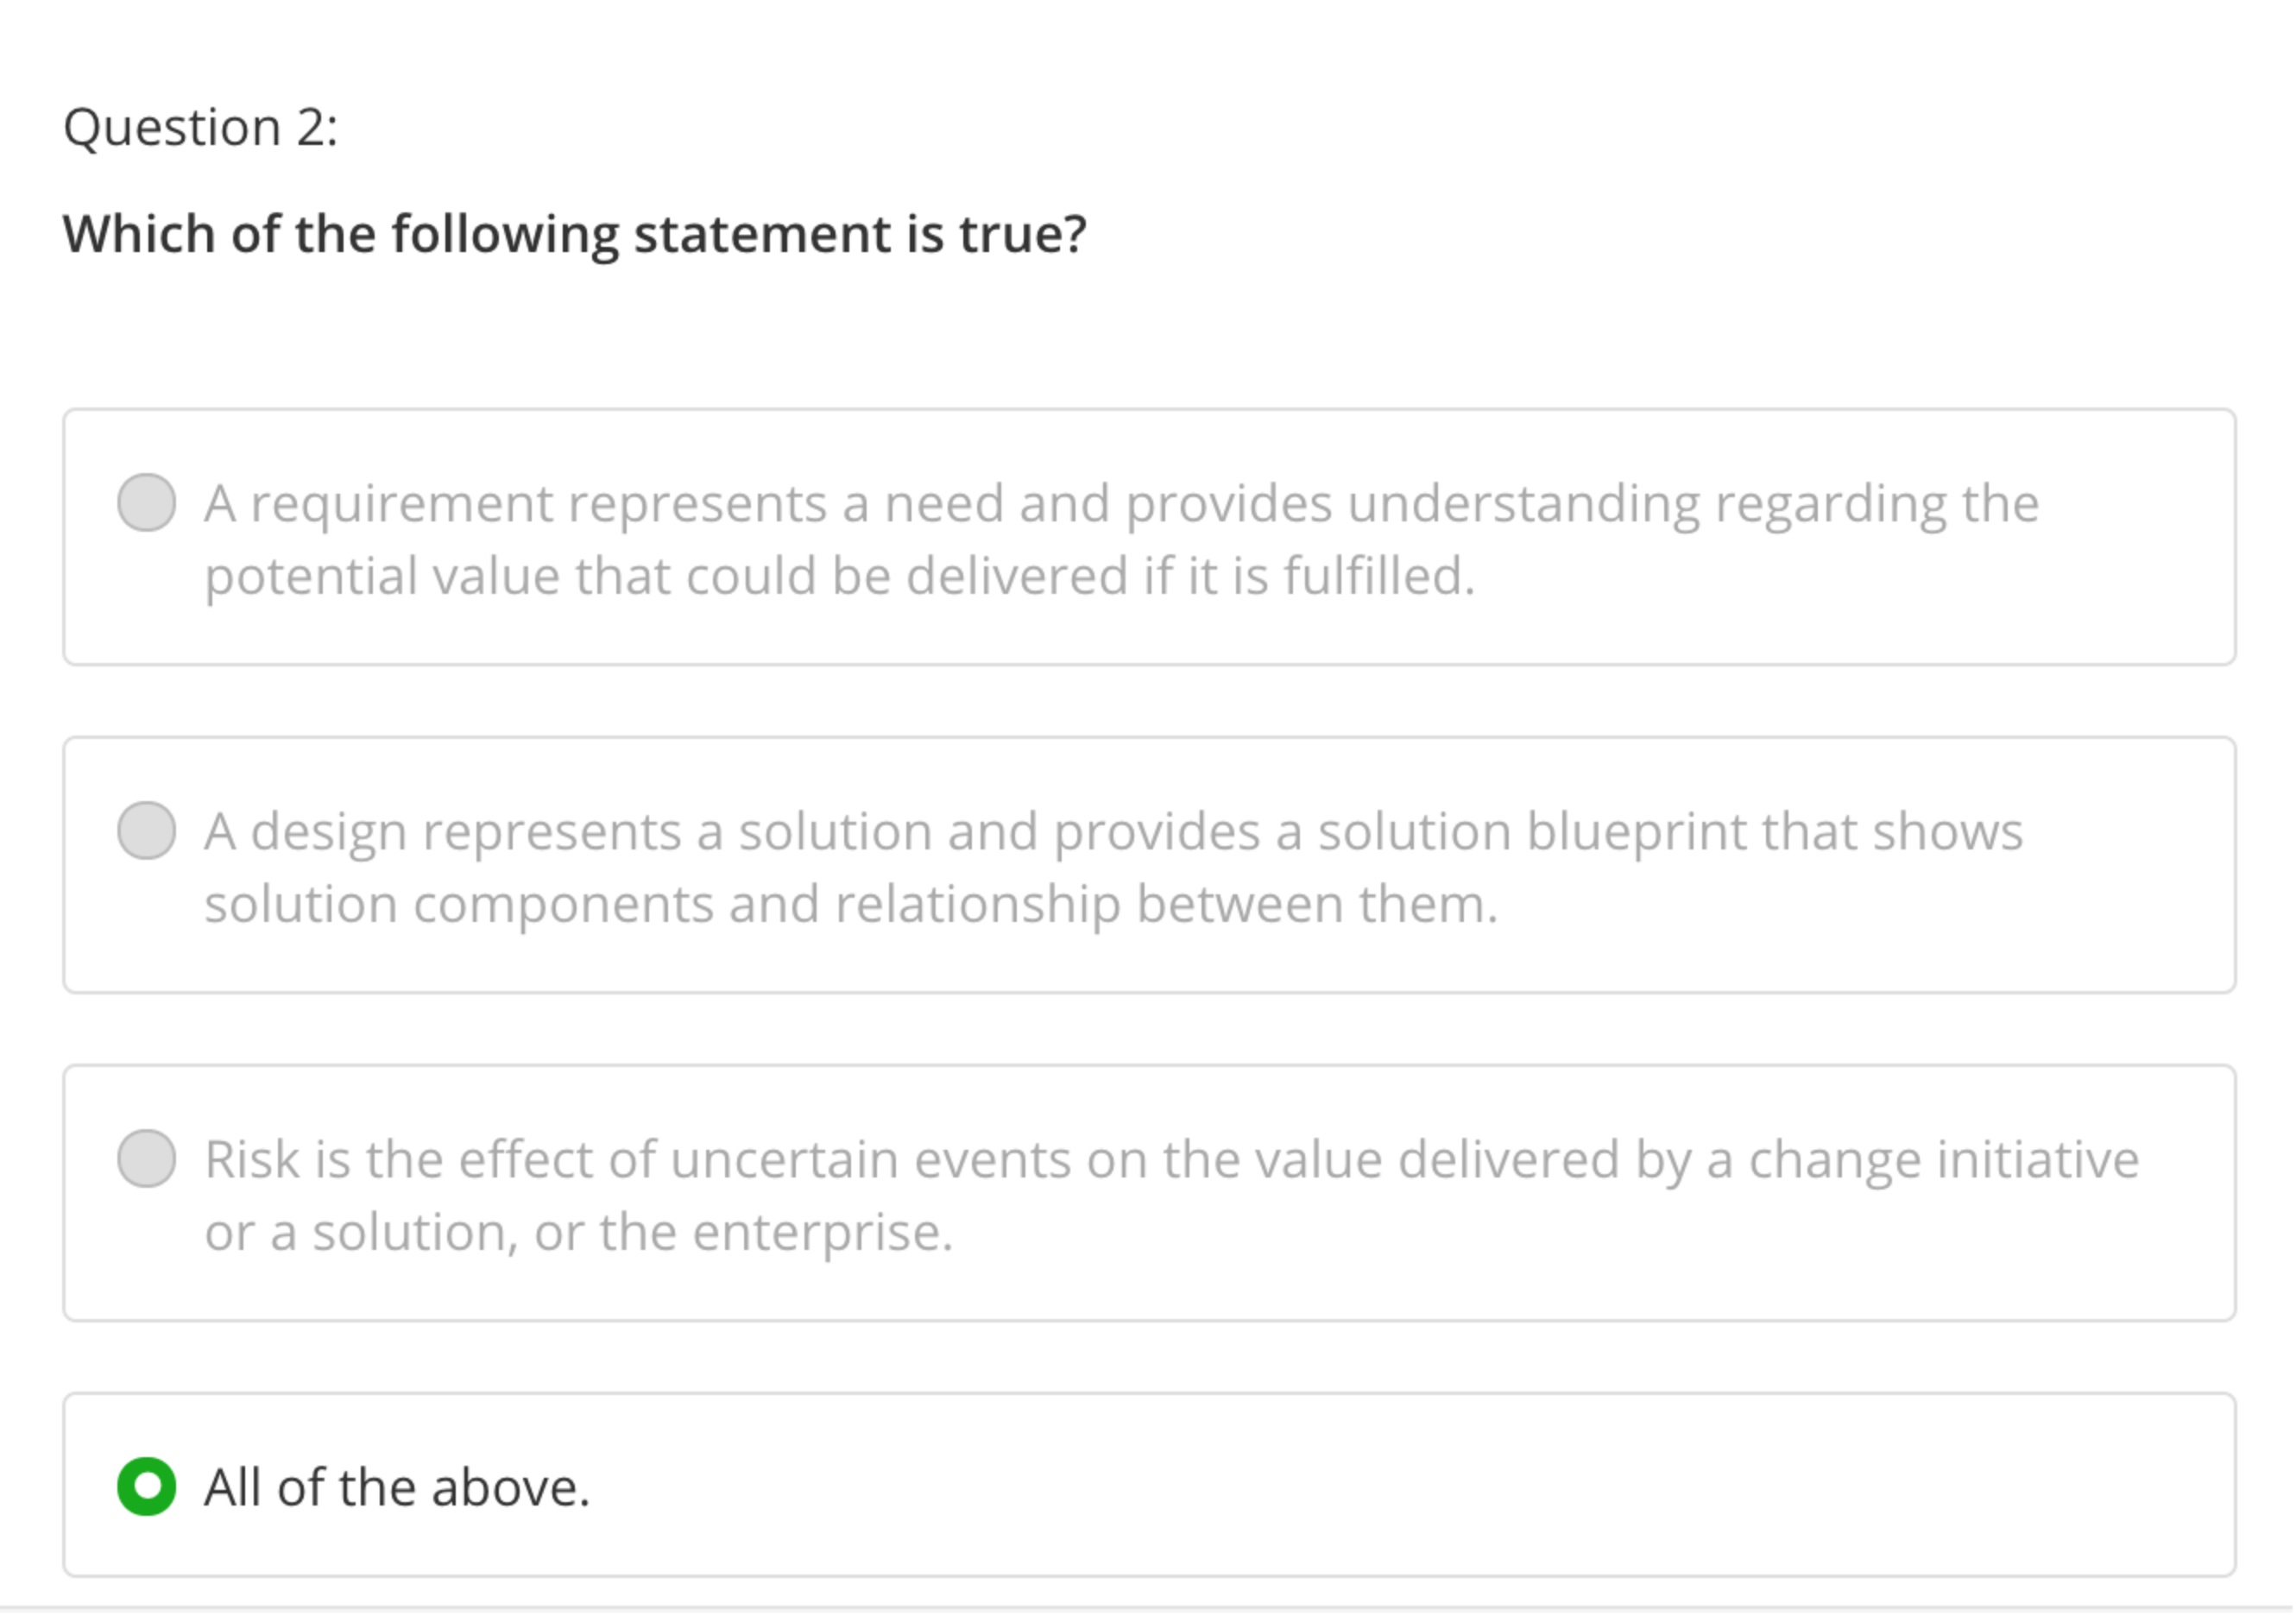 Question 2:
Which of the following statement is true?
A requirement represents a need and provides understanding regarding the
potential value that could be delivered if it is fulfilled.
A design represents a solution and provides a solution blueprint that shows
solution components and relationship between them.
Risk is the effect of uncertain events on the value delivered by a change initiative
or a solution, or the enterprise.
All of the above.